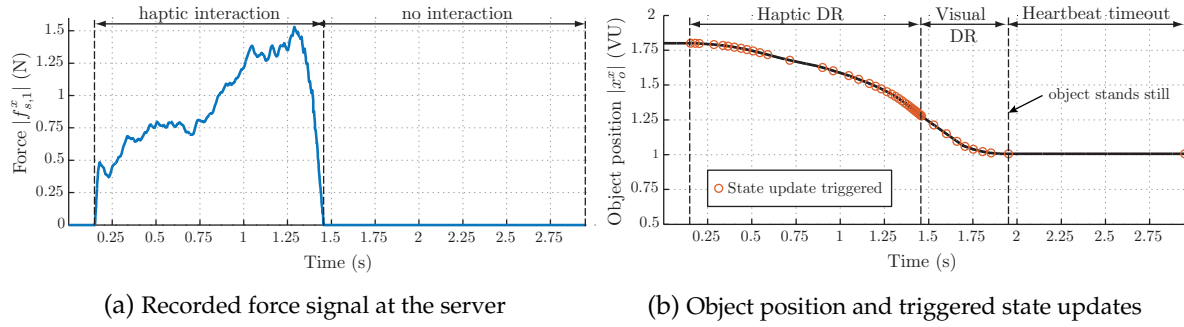 haptic interaction
no interaction
1.5
1.25
1
0.75
0.5
0.25
0
Force |f^x_{s,1}| (N)
0.25 0.5 0.75 1 1.25 1.5 1.75 2 2.25 2.5 2.75
Time (s)
(a) Recorded force signal at the server
Haptic DR
Visual
DR
Heartbeat timeout
2
1.75
1.5
1.25
1
0.75
0.5
Object position |x^x_o| (VU)
object stands still
State update triggered
0.25 0.5 0.75 1 1.25 1.5 1.75 2 2.25 2.5 2.75
Time (s)
(b) Object position and triggered state updates